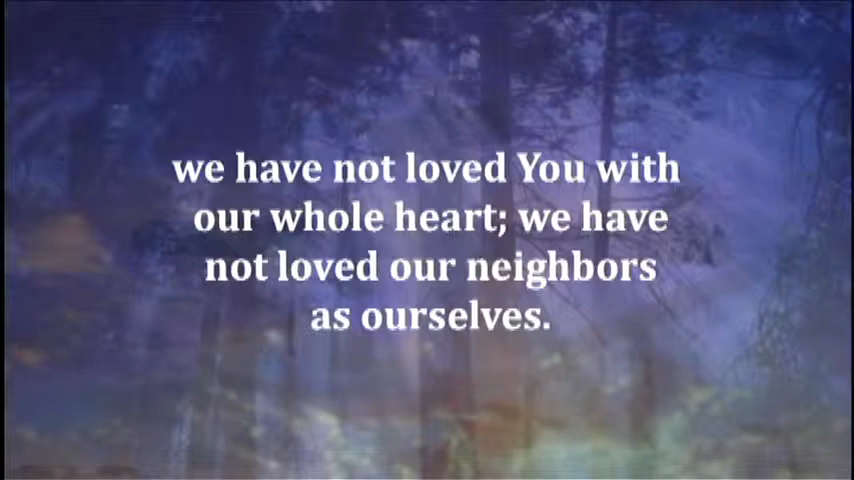 we have not loved You with
our whole heart; we have
not loved our neighbors
as ourselves.